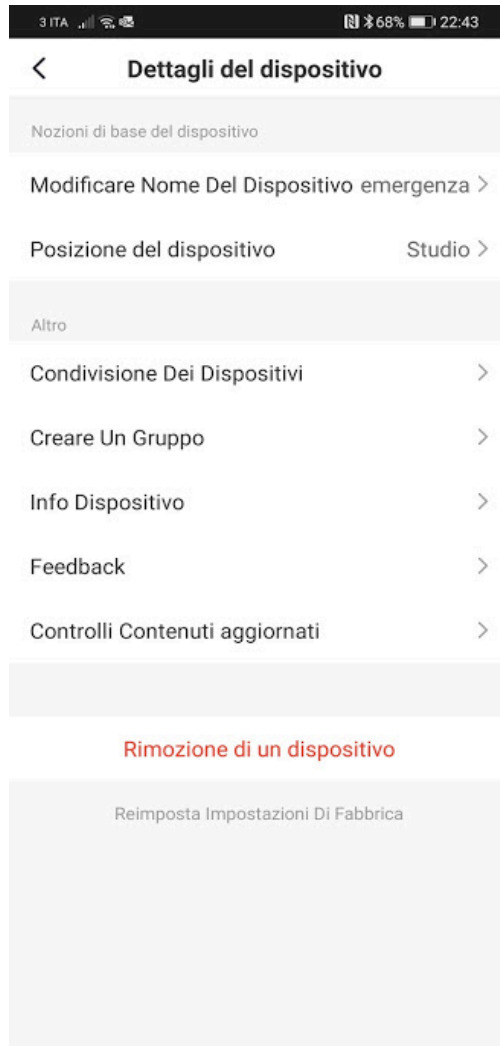 3 ITA 68% 22:43
Dettagli del dispositivo
Nozioni di base del dispositivo
Modificare Nome Del Dispositivo emergenza
Posizione del dispositivo Studio
Altro
Condivisione Dei Dispositivi
Creare Un Gruppo
Info Dispositivo
Feedback
Controlli Contenuti aggiornati
Rimozione di un dispositivo
Reimposta Impostazioni Di Fabbrica